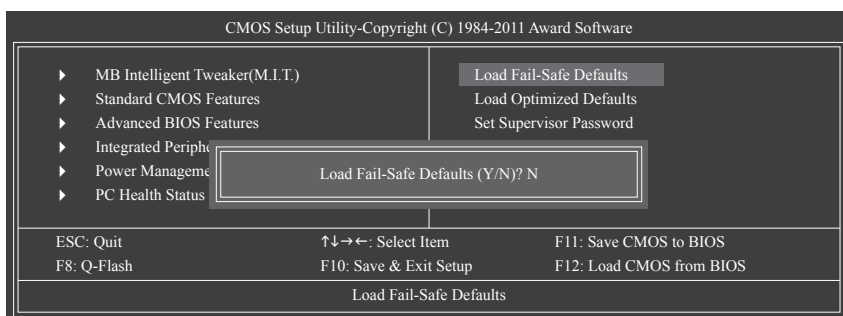 CMOS Setup Utility-Copyright (C) 1984-2011 Award Software
MB Intelligent Tweaker(M.I.T.)
Standard CMOS Features
Advanced BIOS Features
Integrated Periphe
Power Manageme
PC Health Status
Load Fail-Safe Defaults
Load Optimized Defaults
Set Supervisor Password
Load Fail-Safe Defaults (Y/N)? N
ESC: Quit ↑↓→←: Select Item F11: Save CMOS to BIOS
F8: Q-Flash F10: Save & Exit Setup F12: Load CMOS from BIOS
Load Fail-Safe Defaults